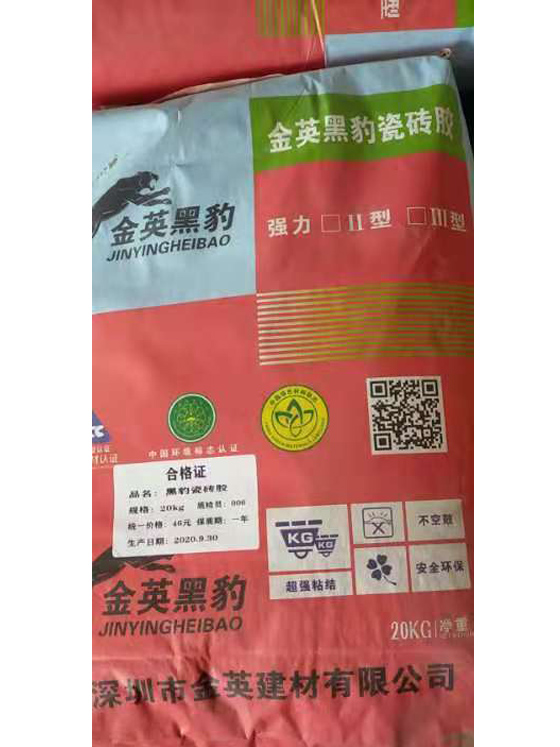 金英黑豹瓷砖胶
金英黑豹
JINYINGHEIBAO
强力 □II型 □III型
中国环境标志认证
合格证
品名：黑豹瓷砖胶
规格：20kg 质检员：006
统一价格：46元 保质期：一年
生产日期：2020.9.30
KG
KG
不空鼓
超强粘结
安全环保
金英黑豹
JINYINGHEIBAO
20KG 净重
深圳市金英建材有限公司